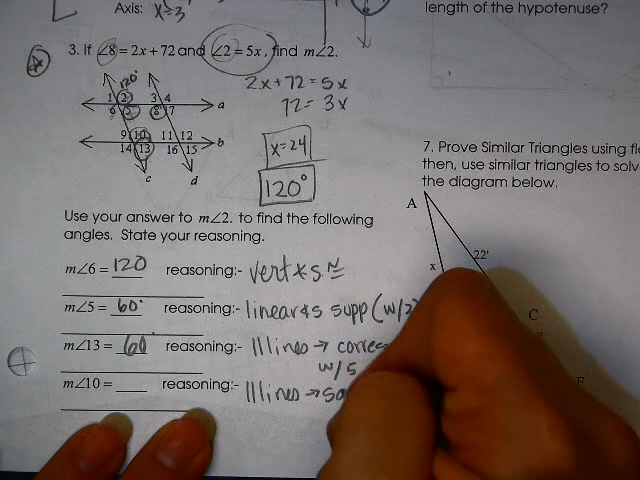 Axis: x=3
length of the hypotenuse?
3. If ∠8 = 2x + 72 and ∠2 = 5x, find m∠2.
2x+72=5x
72=3x
x=24
120°
120°
1 2 3 4 a
6 5 8 7
9 10 11 12 b
14 13 16 15
c d
Use your answer to m∠2. to find the following
angles. State your reasoning.
m∠6 = 120 reasoning:- vert ∡s ≅
m∠5 = 60° reasoning:- linear ∡s supp (w/2)
m∠13 = 60° reasoning:- lines → corres
w/5
m∠10 = ___ reasoning:- lines →
7. Prove Similar Triangles using
then, use similar triangles to
the diagram below.
A
22'
x
C